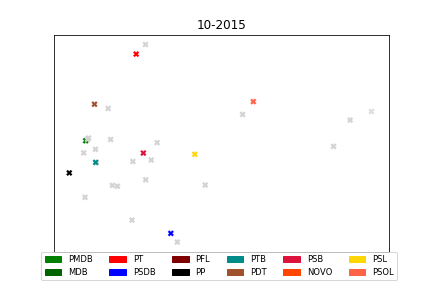 10-2015
PMDB PT PFL PTB PSB PSL
MDB PSDB PP PDT NOVO PSOL